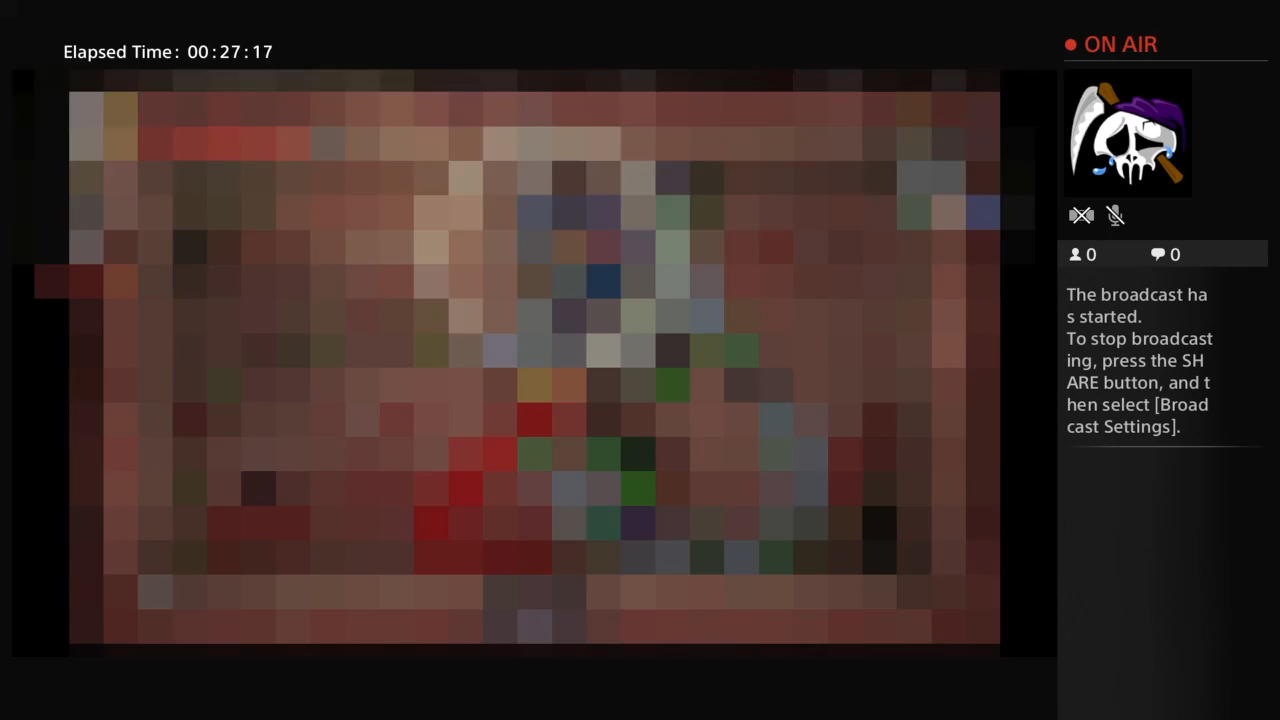 Elapsed Time: 00:27:17
ON AIR
0 0
The broadcast ha
s started.
To stop broadcast
ing, press the SH
ARE button, and t
hen select [Broad
cast Settings].